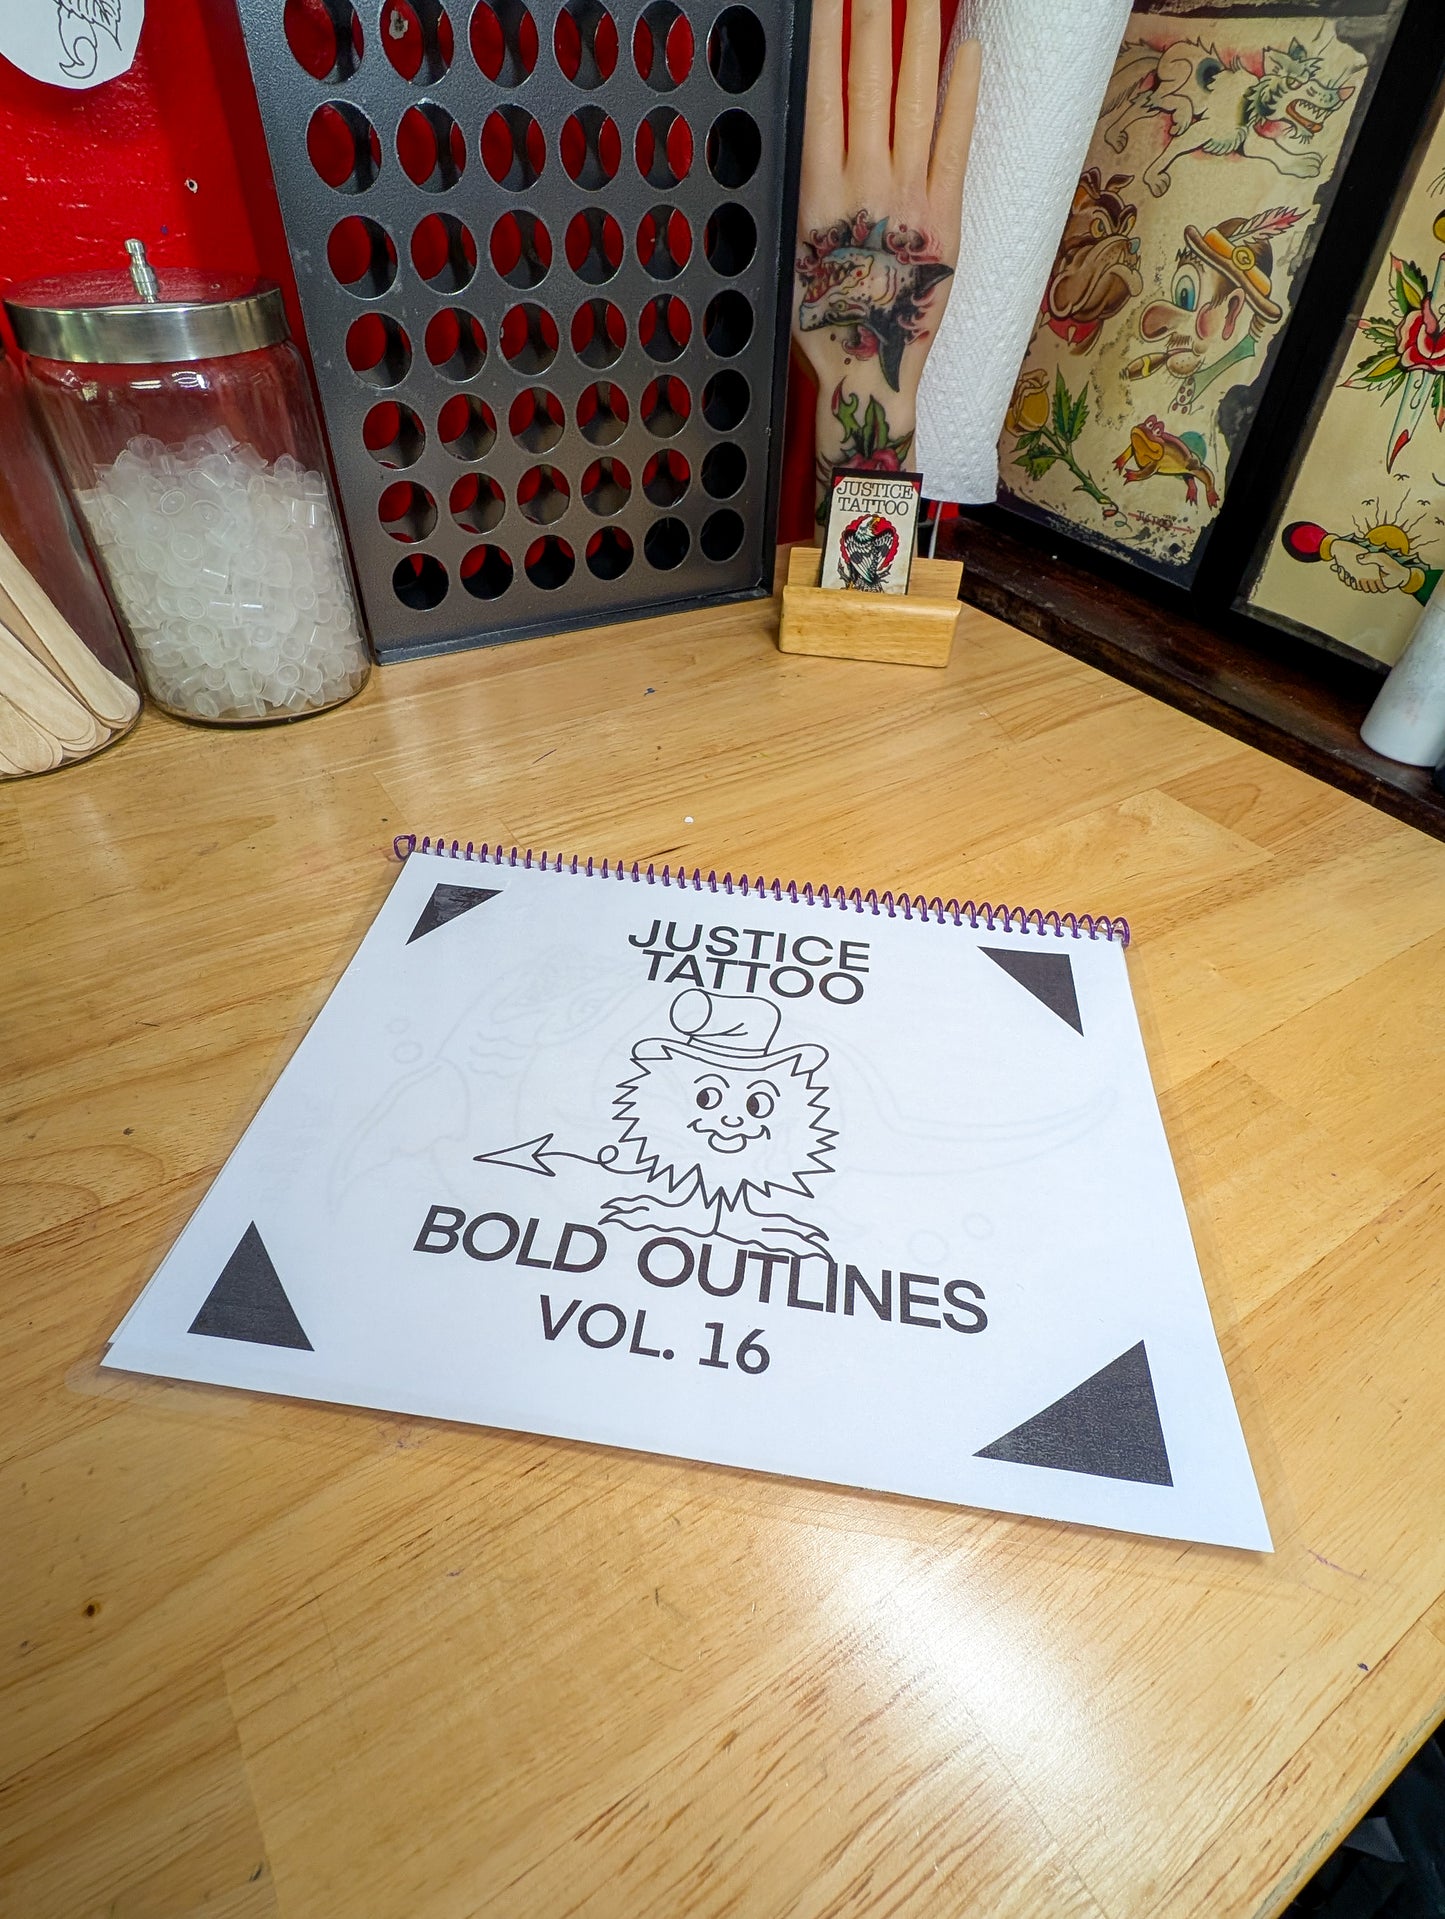 JUSTICE
TATTOO
JUSTICE
TATTOO
BOLD OUTLINES
VOL. 16